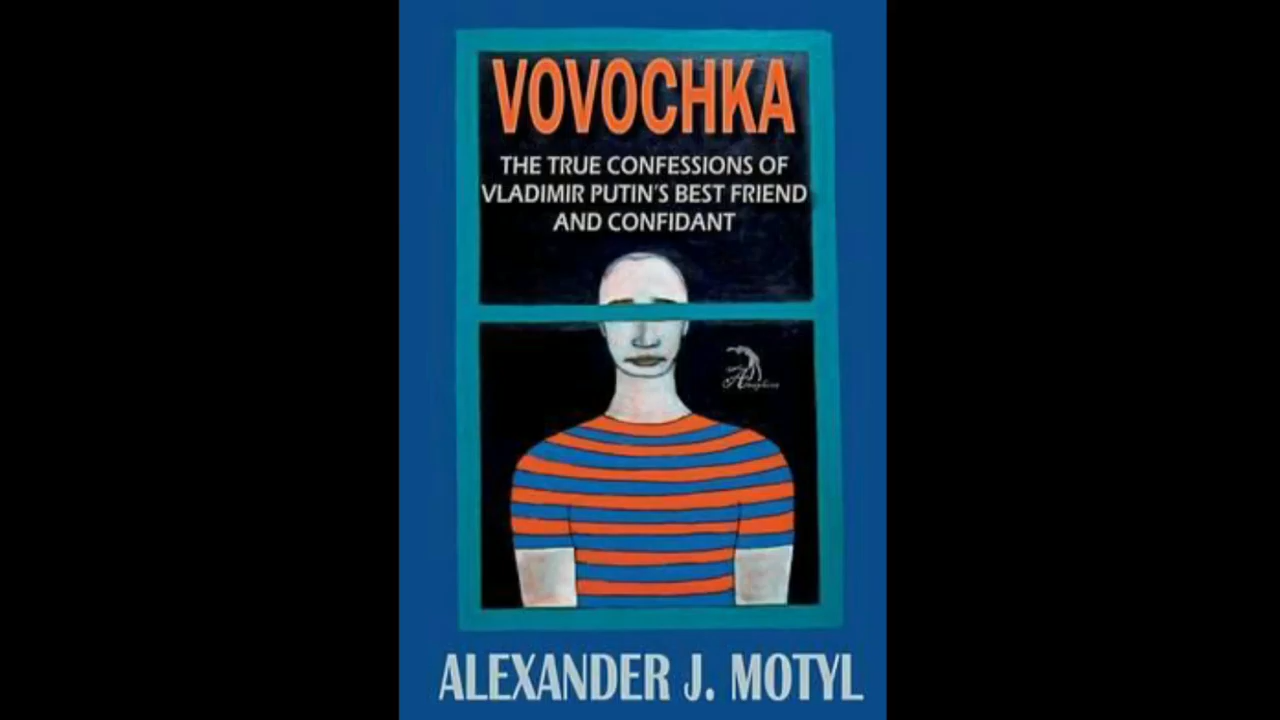 VOVOCHKA
THE TRUE CONFESSIONS OF
VLADIMIR PUTIN'S BEST FRIEND
AND CONFIDANT
ALEXANDER J. MOTYL